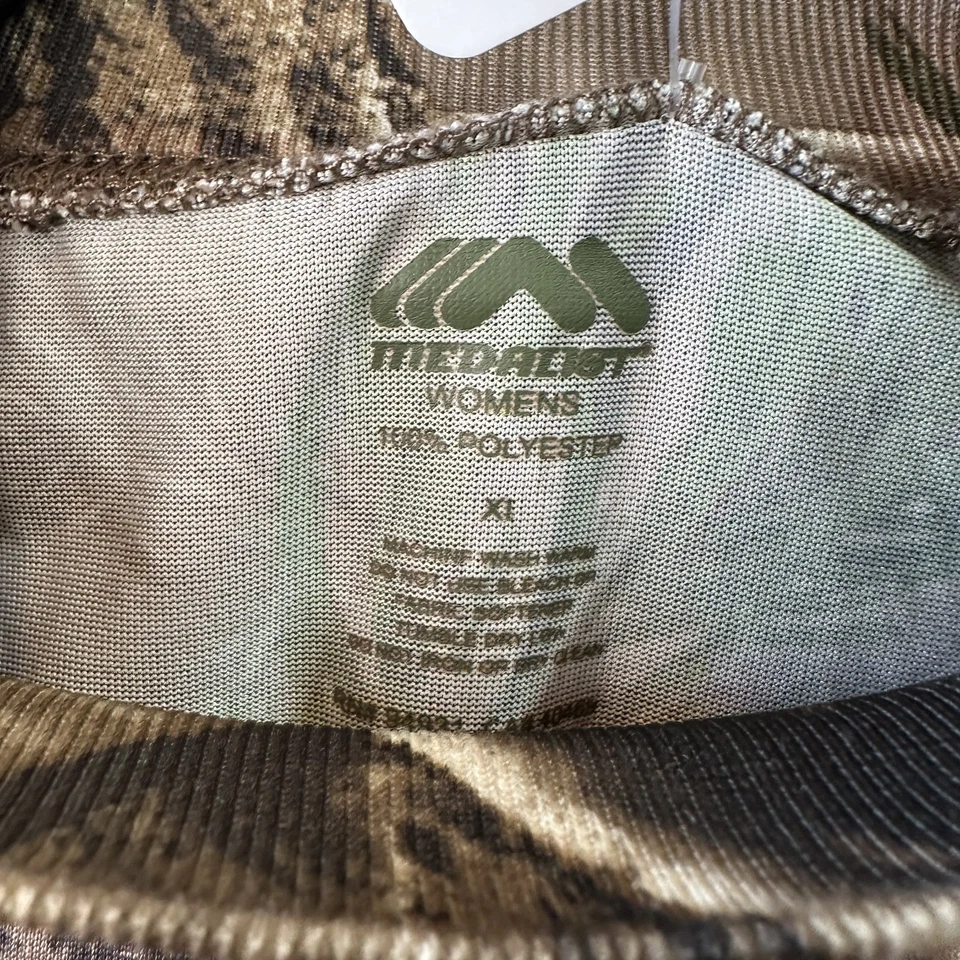 MEDALIST
WOMENS
100% POLYESTER
XL
MACHINE WASH WARM
DO NOT USE BLEACH OR
FABRIC SOFTENER
TUMBLE DRY LOW
DO NOT IRON OR DRY CLEAN